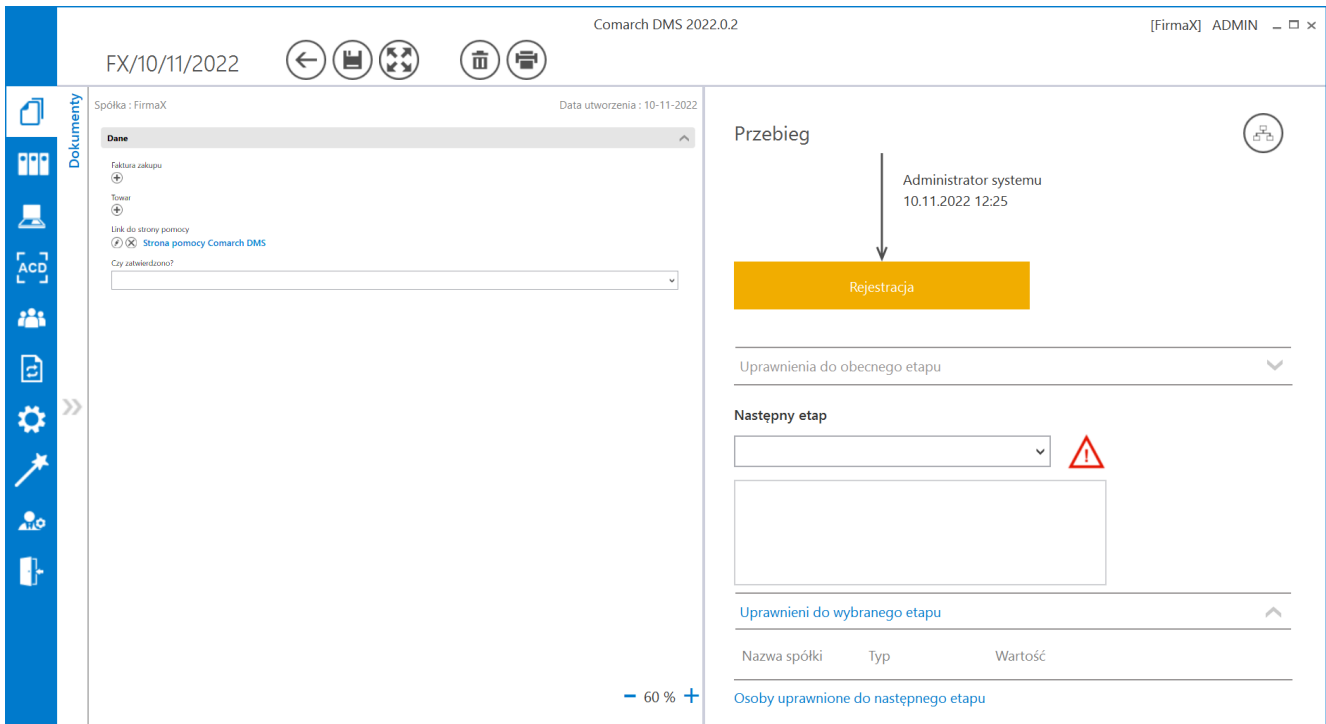 Comarch DMS 2022.0.2
[FirmaX] ADMIN
FX/10/11/2022
Dokumenty
ACD
Spółka : FirmaX
Data utworzenia : 10-11-2022
Dane
Faktura zakupu
Towar
Link do strony pomocy
Strona pomocy Comarch DMS
Czy zatwierdzono?
60 %
Przebieg
Administrator systemu
10.11.2022 12:25
Rejestracja
Uprawnienia do obecnego etapu
Następny etap
Uprawnieni do wybranego etapu
Nazwa spółki Typ Wartość
Osoby uprawnione do następnego etapu